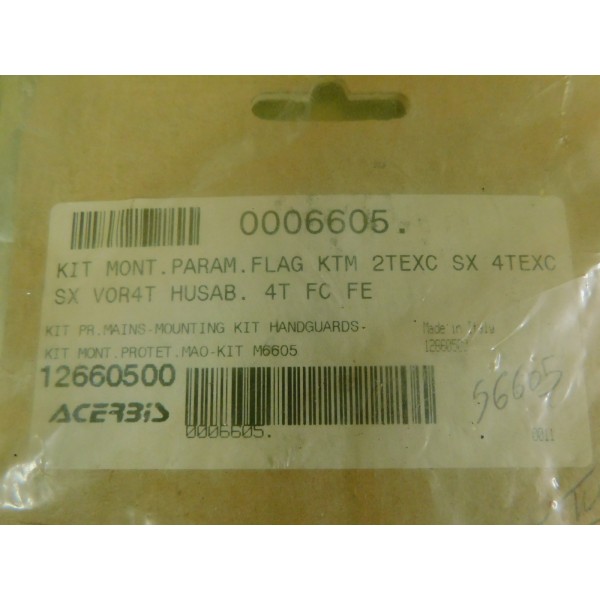 0006605.
KIT MONT.PARAM.FLAG KTM 2TEXC SX 4TEXC
SX VOR4T HUSAB. 4T FC FE
KIT PR.MAINS-MOUNTING KIT HANDGUARDS-
Made in Italy
KIT MONT.PROTET.MAO-KIT M6605
12660500
ACERBIS
0006605.
56605